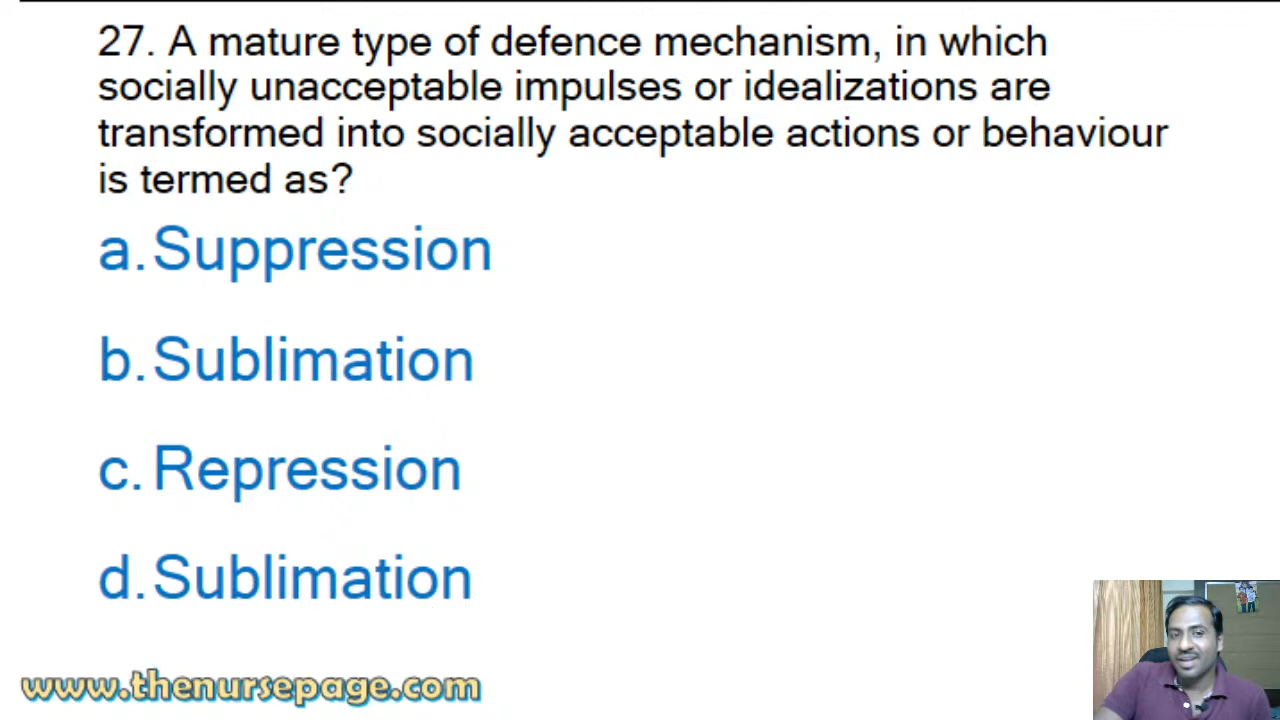 27. A mature type of defence mechanism, in which
socially unacceptable impulses or idealizations are
transformed into socially acceptable actions or behaviour
is termed as?
a. Suppression
b. Sublimation
c. Repression
d. Sublimation
www.thenursepage.com